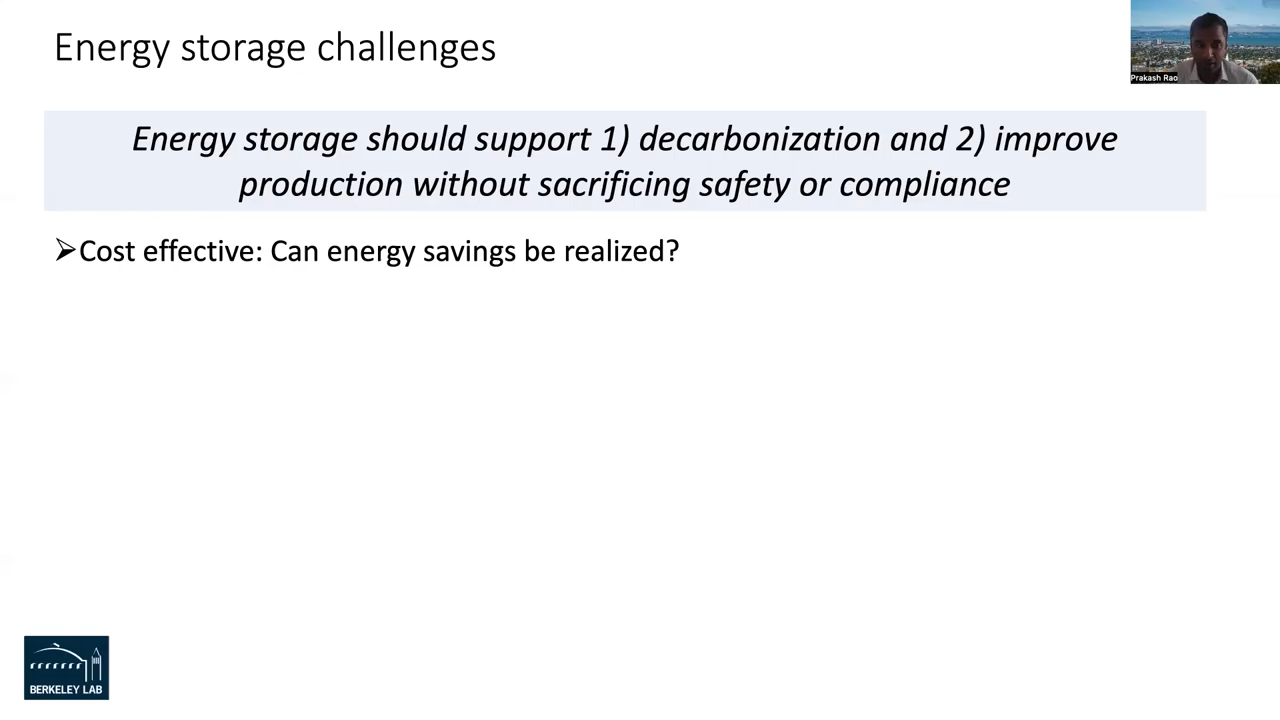 Energy storage challenges
Prakash Rao
Energy storage should support 1) decarbonization and 2) improve
production without sacrificing safety or compliance
➢Cost effective: Can energy savings be realized?
BERKELEY LAB